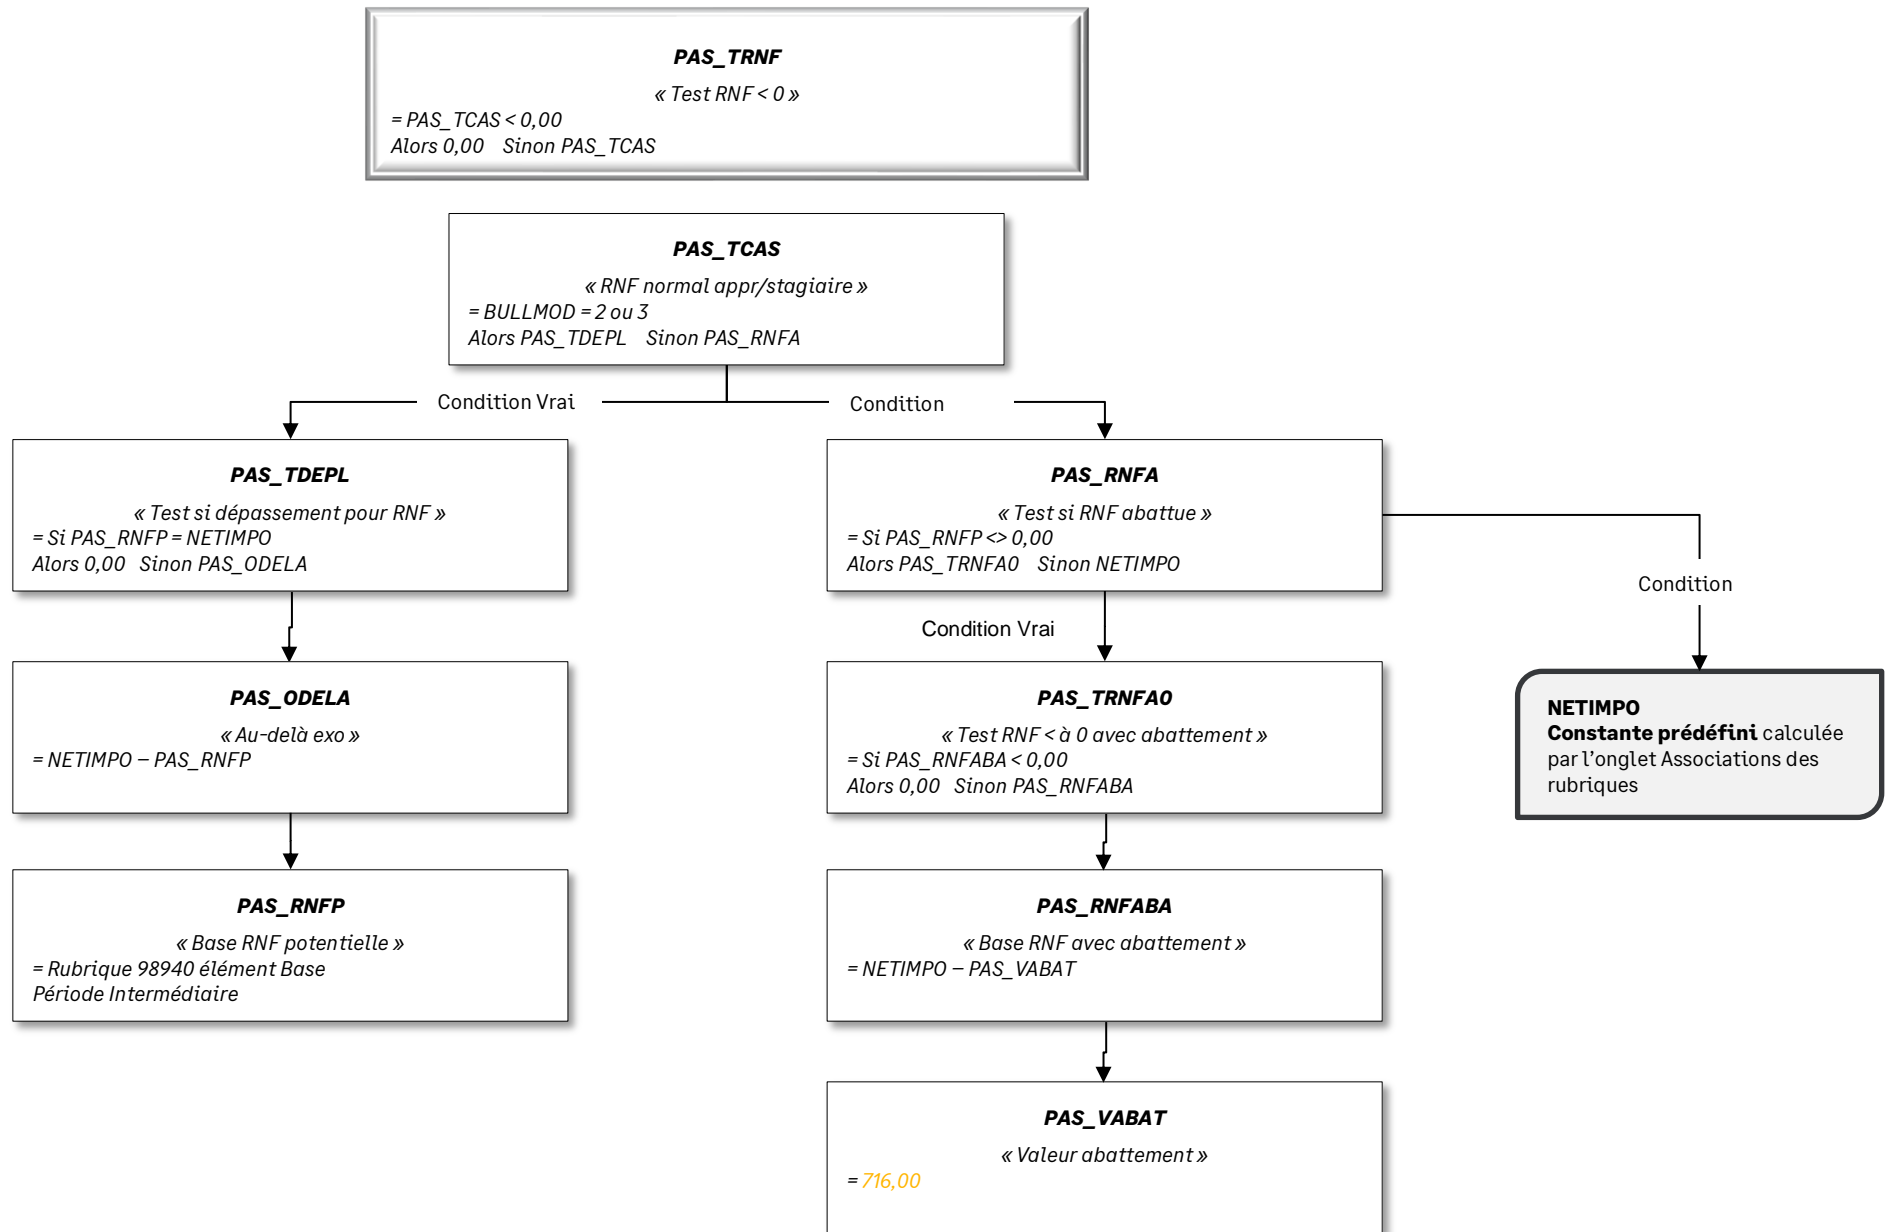 PAS_TRNF
« Test RNF < 0 »
= PAS_TCAS < 0,00
Alors 0,00 Sinon PAS_TCAS
PAS_TCAS
« RNF normal appr/stagiaire »
= BULLMOD = 2 ou 3
Alors PAS_TDEPL Sinon PAS_RNFA
Condition Vrai
Condition
PAS_TDEPL
« Test si dépassement pour RNF »
= Si PAS_RNFP = NETIMPO
Alors 0,00 Sinon PAS_ODELA
PAS_RNFA
« Test si RNF abattue »
= Si PAS_RNFP <> 0,00
Alors PAS_TRNFA0 Sinon NETIMPO
Condition
Condition Vrai
PAS_ODELA
« Au-delà exo »
= NETIMPO – PAS_RNFP
PAS_TRNFA0
« Test RNF < à 0 avec abattement »
= Si PAS_RNFABA < 0,00
Alors 0,00 Sinon PAS_RNFABA
NETIMPO
Constante prédéfini calculée
par l'onglet Associations des
rubriques
PAS_RNFP
« Base RNF potentielle »
= Rubrique 98940 élément Base
Période Intermédiaire
PAS_RNFABA
« Base RNF avec abattement »
= NETIMPO – PAS_VABAT
PAS_VABAT
« Valeur abattement »
= 716,00